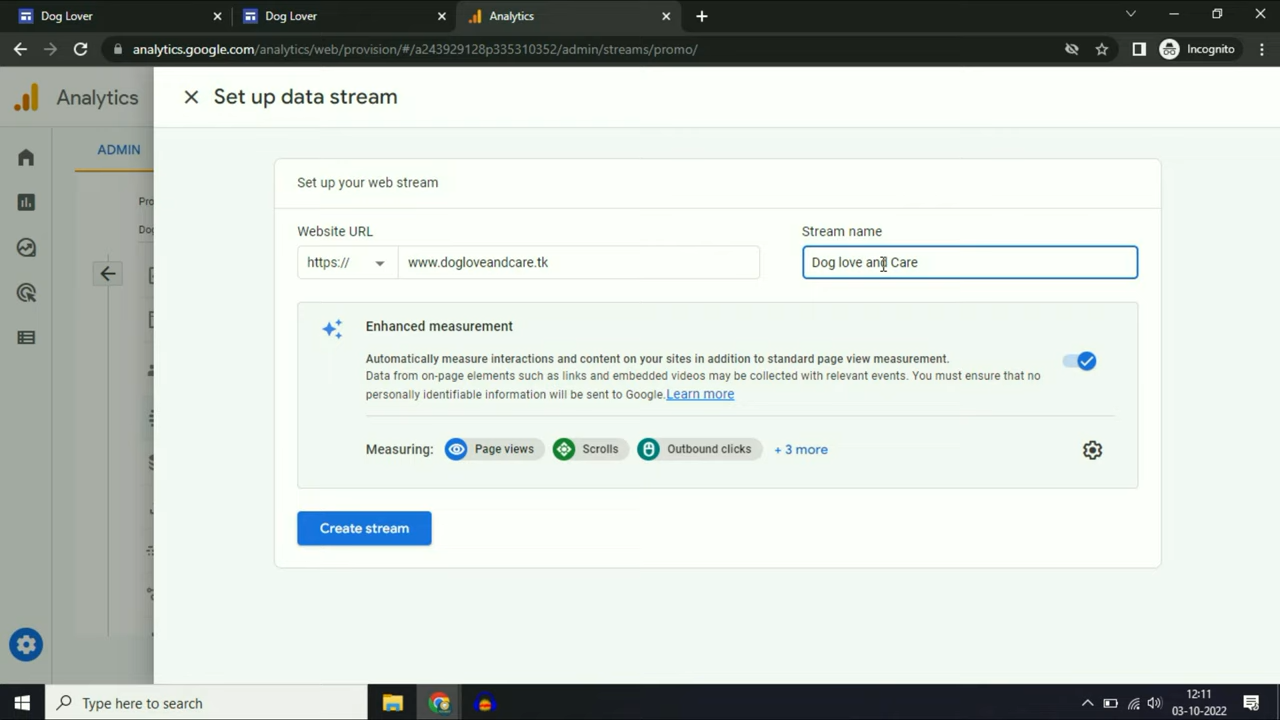 Dog Lover
Dog Lover
Analytics
analytics.google.com/analytics/web/provision/#/a243929128p335310352/admin/streams/promo/
Incognito
Analytics
Set up data stream
ADMIN
Set up your web stream
Pro
Website URL
Stream name
Dog
https://
www.dogloveandcare.tk
Dog love and Care
Enhanced measurement
Automatically measure interactions and content on your sites in addition to standard page view measurement.
Data from on-page elements such as links and embedded videos may be collected with relevant events. You must ensure that no
personally identifiable information will be sent to Google. Learn more
Measuring:
Page views
Scrolls
Outbound clicks
+ 3 more
Create stream
Type here to search
12:11
03-10-2022